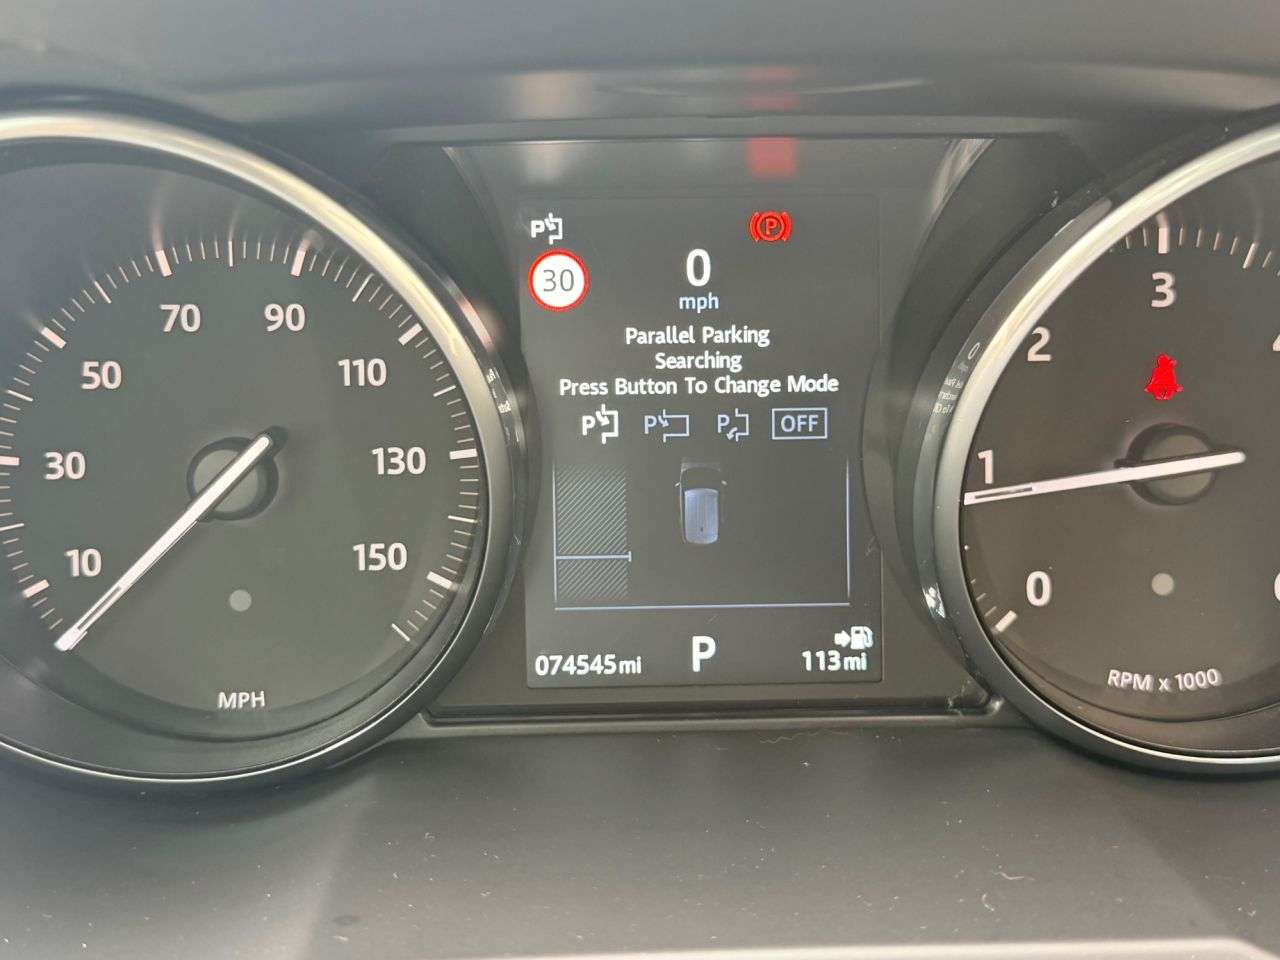 P
P
30
0
mph
Parallel Parking
Searching
Press Button To Change Mode
P P P OFF
074545mi
P
113mi
10
30
50
70
90
110
130
150
MPH
0
1
2
3
RPM x 1000